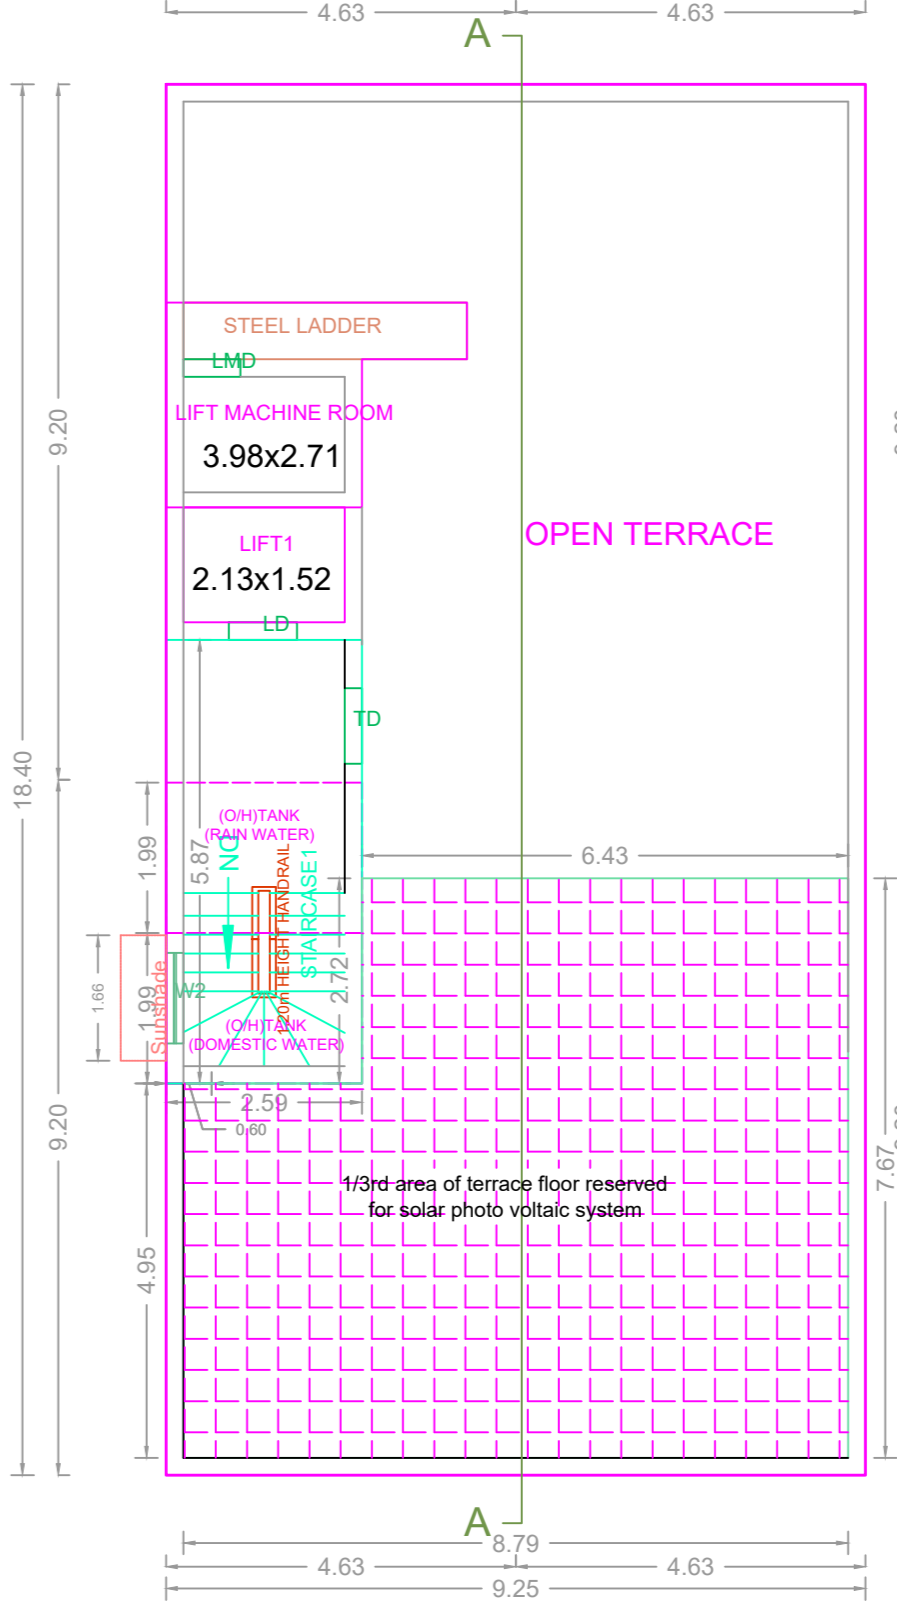 4.63
4.63
A
STEEL LADDER
LMD
LIFT MACHINE ROOM
3.98x2.71
9.20
OPEN TERRACE
LIFT1
2.13x1.52
LD
TD
18.40
(O/H)TANK
(RAIN WATER)
1.99
5.87
DN
6.43
1.20m HEIGHT HANDRAIL
STAIRCASE1
2.72
1.66
1.99
Sunshade
W2
(O/H)TANK
(DOMESTIC WATER)
2.59
0.60
9.20
7.67
1/3rd area of terrace floor reserved
for solar photo voltaic system
4.95
A
8.79
4.63
4.63
9.25